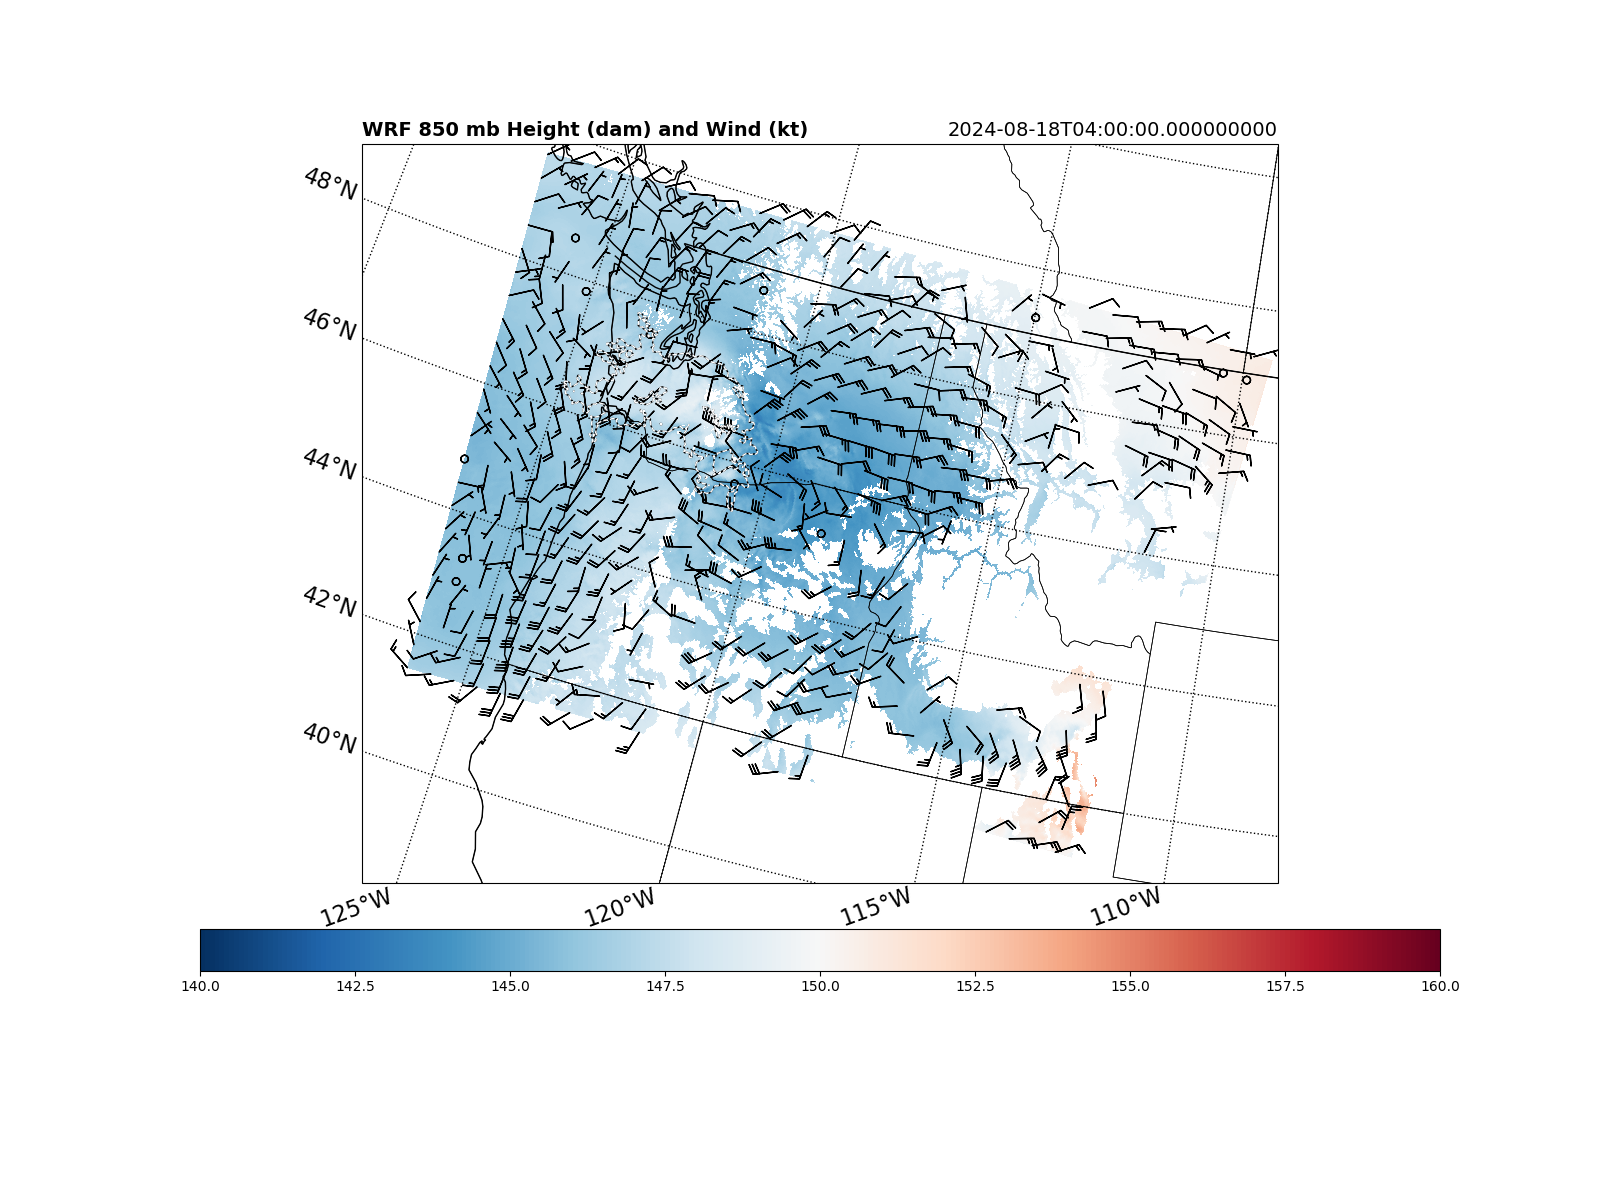 WRF 850 mb Height (dam) and Wind (kt)
2024-08-18T04:00:00.000000000
48°N
46°N
44°N
42°N
40°N
125°W
120°W
115°W
110°W
140.0
142.5
145.0
147.5
150.0
152.5
155.0
157.5
160.0